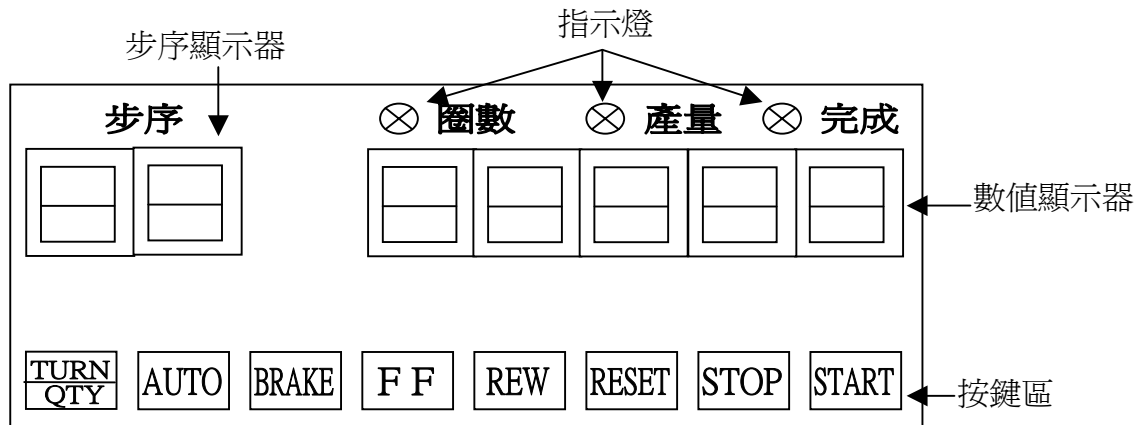 指示燈
步序顯示器
步序 圈數 產量 完成
數值顯示器
TURN
QTY
AUTO BRAKE F F REW RESET STOP START
按鍵區